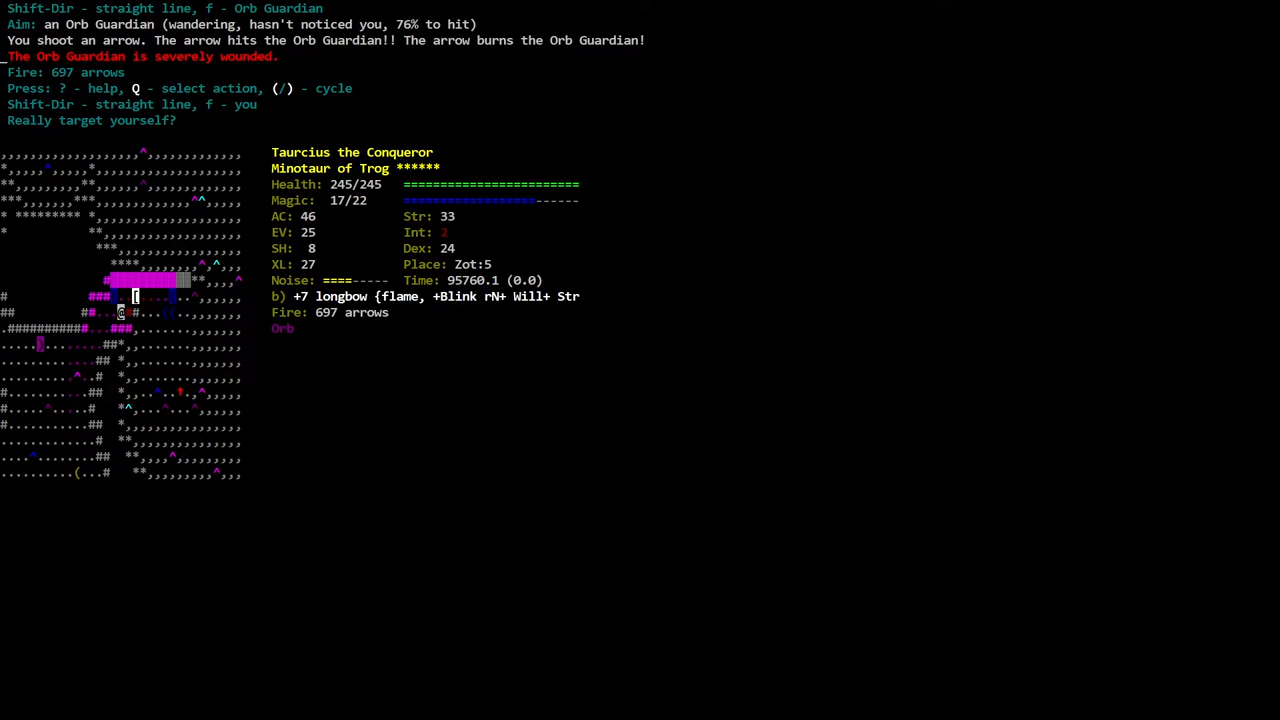 Shift-Dir - straight line, f - Orb Guardian
Aim: an Orb Guardian (wandering, hasn't noticed you, 76% to hit)
You shoot an arrow. The arrow hits the Orb Guardian!! The arrow burns the Orb Guardian!
_The Orb Guardian is severely wounded.
Fire: 697 arrows
Press: ? - help, Q - select action, (/) - cycle
Shift-Dir - straight line, f - you
Really target yourself?
Taurcius the Conqueror
Minotaur of Trog ******
Health: 245/245 ========================
Magic: 17/22 ==================------
AC: 46 Str: 33
EV: 25 Int: 2
SH: 8 Dex: 24
XL: 27 Place: Zot:5
Noise: ====----- Time: 95760.1 (0.0)
b) +7 longbow {flame, +Blink rN+ Will+ Str
Fire: 697 arrows
Orb